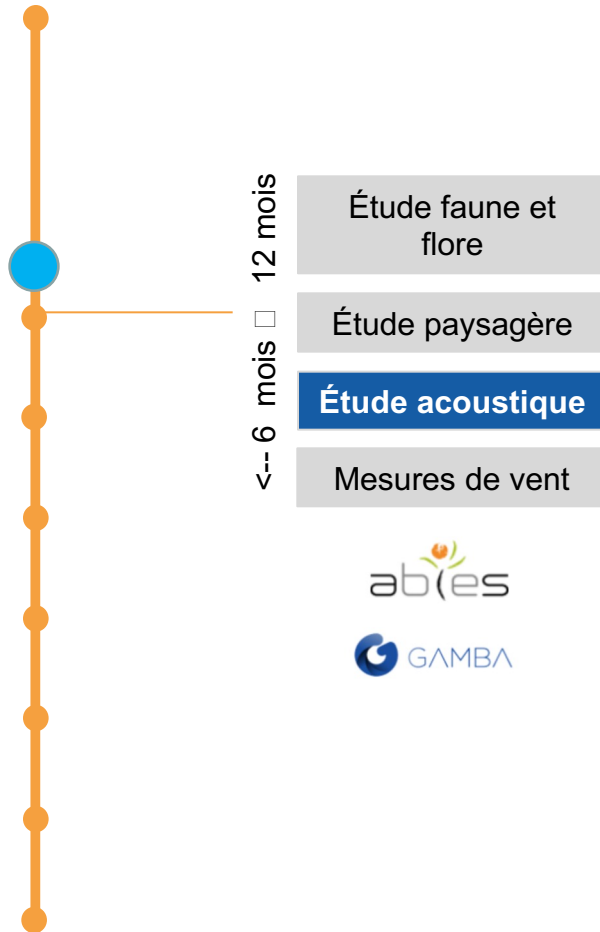 <-- 6 mois □ 12 mois
Étude faune et
flore
Étude paysagère
Étude acoustique
Mesures de vent
abies
GAMBA